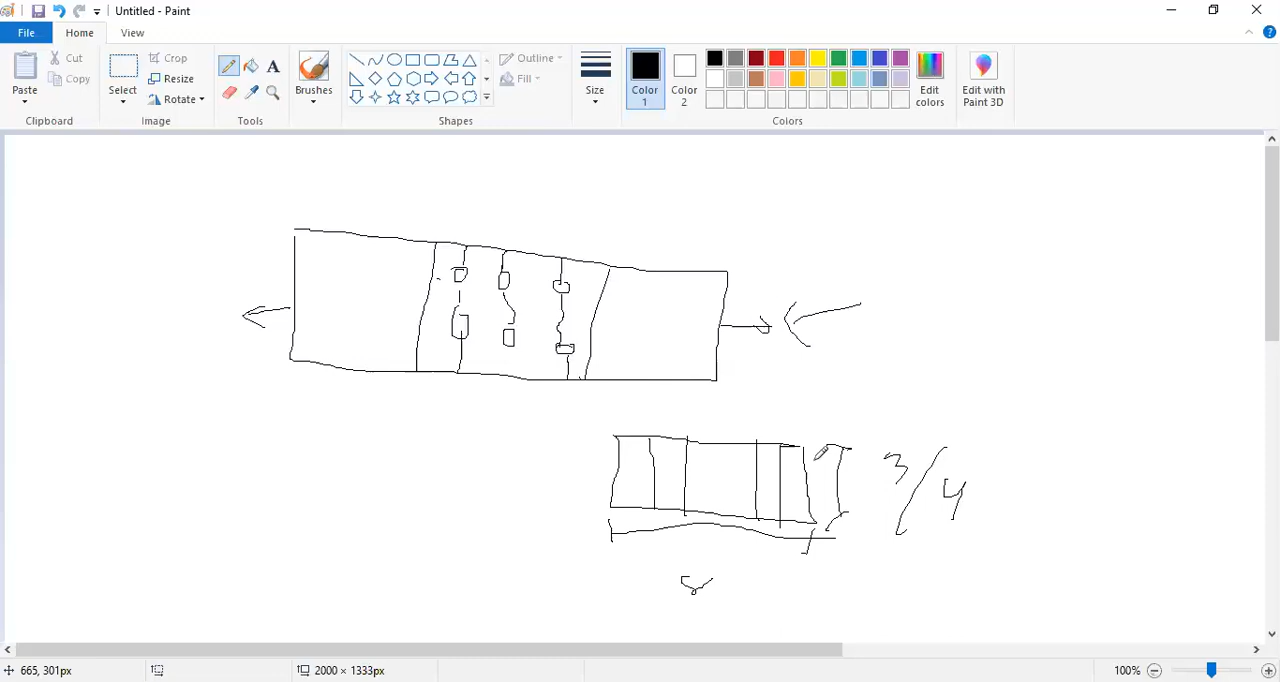 Untitled - Paint
File Home View
Paste
Cut
Copy
Clipboard
Select
Crop
Resize
Rotate
Image
A
Tools
Brushes
Outline
Fill
Shapes
Size
Color 1
Color 2
Edit colors
Edit with Paint 3D
Colors
3/4
665, 301px
2000 × 1333px
100%